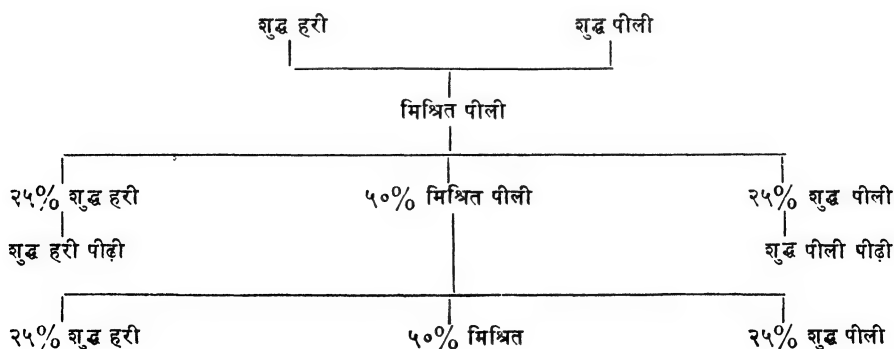 शुद्ध हरी शुद्ध पीली
मिश्रित पीली
२५% शुद्ध हरी ५०% मिश्रित पीली २५% शुद्ध पीली
शुद्ध हरी पीढ़ी शुद्ध पीली पीढ़ी
२५% शुद्ध हरी ५०% मिश्रित २५% शुद्ध पीली